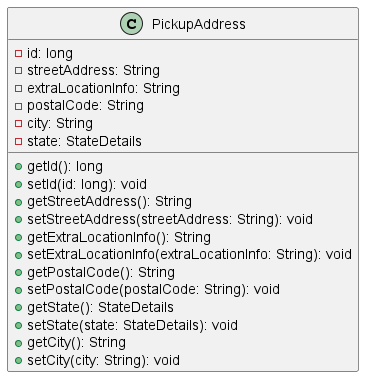 C PickupAddress
id: long
streetAddress: String
extraLocationInfo: String
postalCode: String
city: String
state: StateDetails
getId(): long
setId(id: long): void
getStreetAddress(): String
setStreetAddress(streetAddress: String): void
getExtraLocationInfo(): String
setExtraLocationInfo(extraLocationInfo: String): void
getPostalCode(): String
setPostalCode(postalCode: String): void
getState(): StateDetails
setState(state: StateDetails): void
getCity(): String
setCity(city: String): void